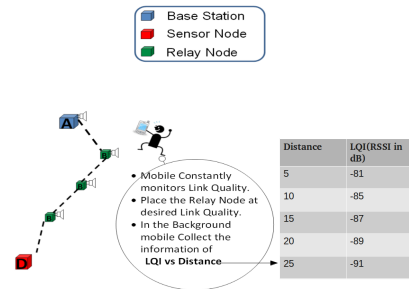 Base Station
Sensor Node
Relay Node
A
D
• Mobile Constantly
monitors Link Quality.
• Place the Relay Node at
desired Link Quality.
• In the Background
mobile Collect the
information of
LQI vs Distance
Distance LQI(RSSI in
dB)
5 -81
10 -85
15 -87
20 -89
25 -91